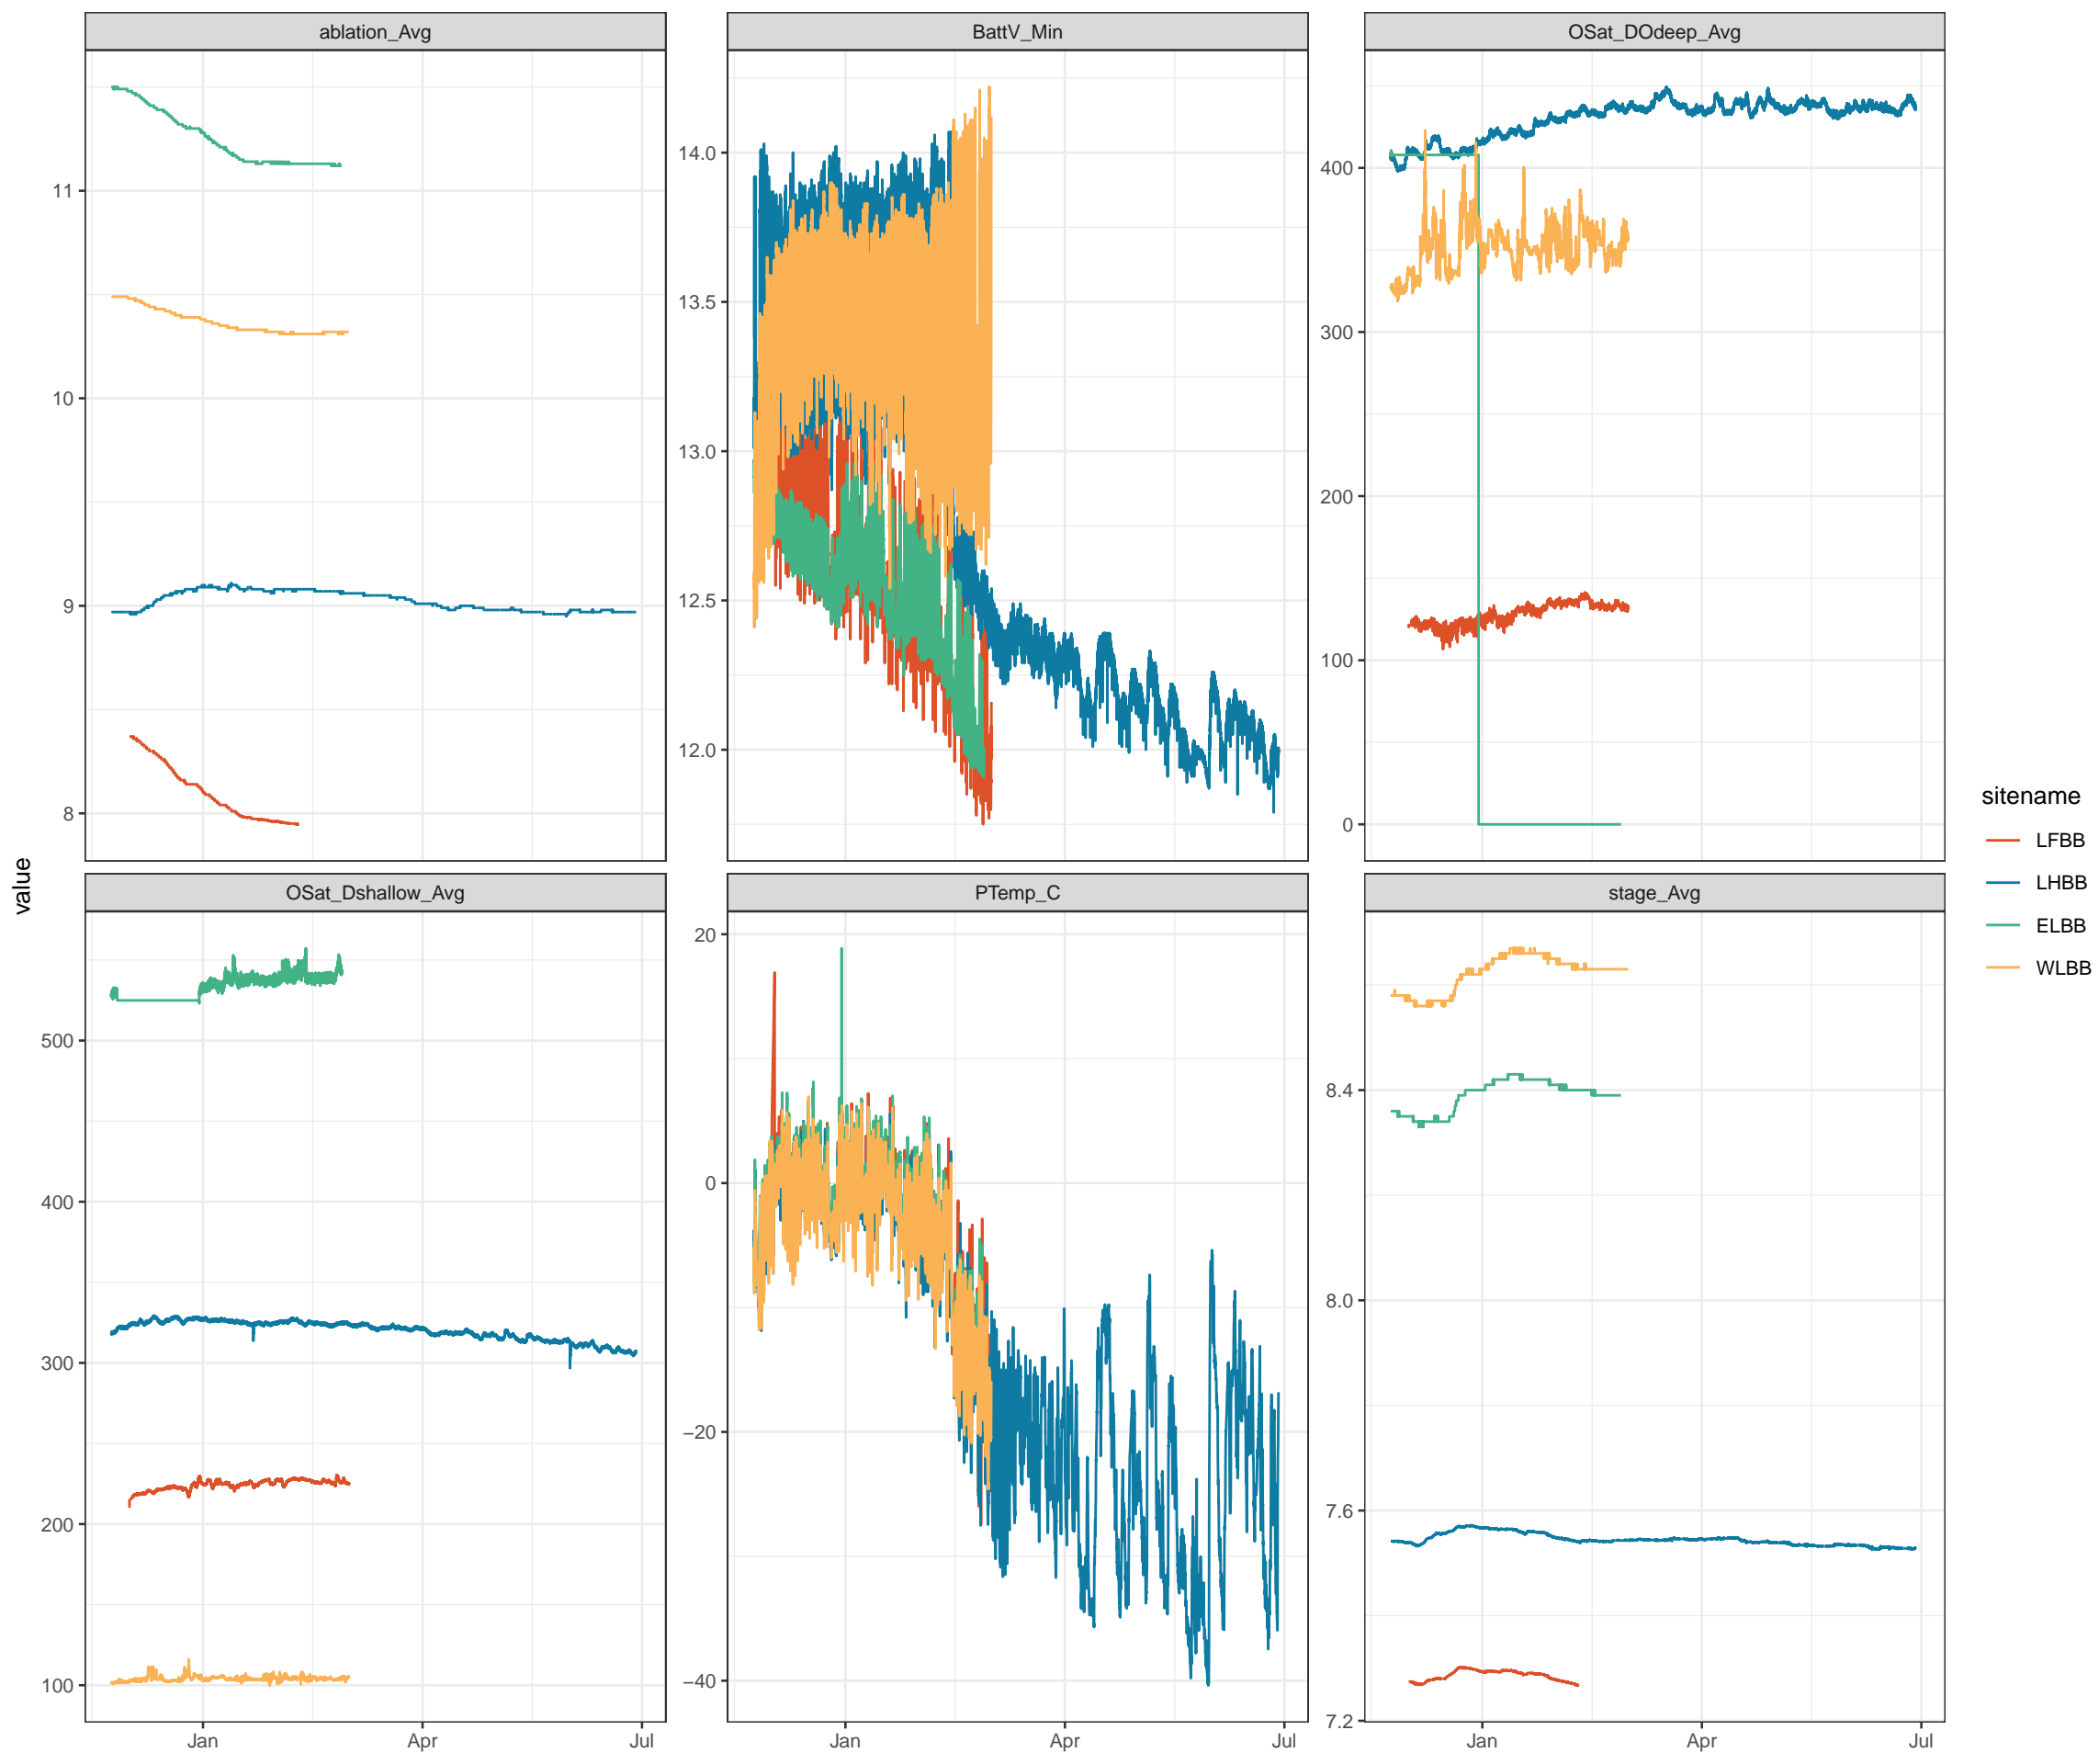 ablation_Avg
BattV_Min
OSat_DOdeep_Avg
11
10
9
8
14.0
13.5
13.0
12.5
12.0
400
300
200
100
0
value
OSat_Dshallow_Avg
PTemp_C
stage_Avg
500
400
300
200
100
20
0
−20
−40
8.4
8.0
7.6
7.2
Jan Apr Jul
Jan Apr Jul
Jan Apr Jul
sitename
LFBB
LHBB
ELBB
WLBB